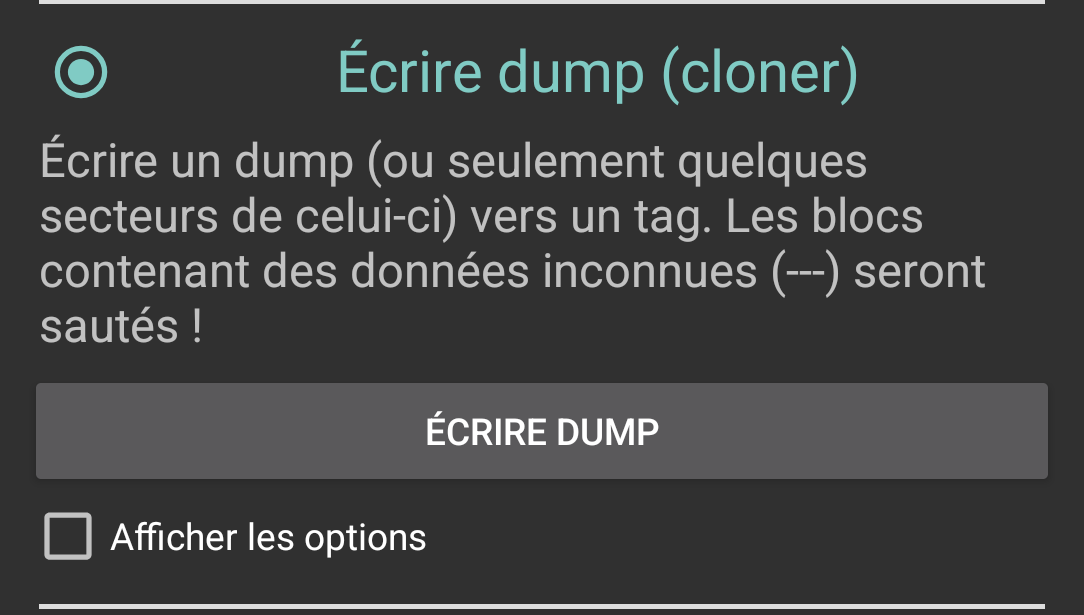 Écrire dump (cloner)
Écrire un dump (ou seulement quelques
secteurs de celui-ci) vers un tag. Les blocs
contenant des données inconnues (---) seront
sautés !
ÉCRIRE DUMP
Afficher les options